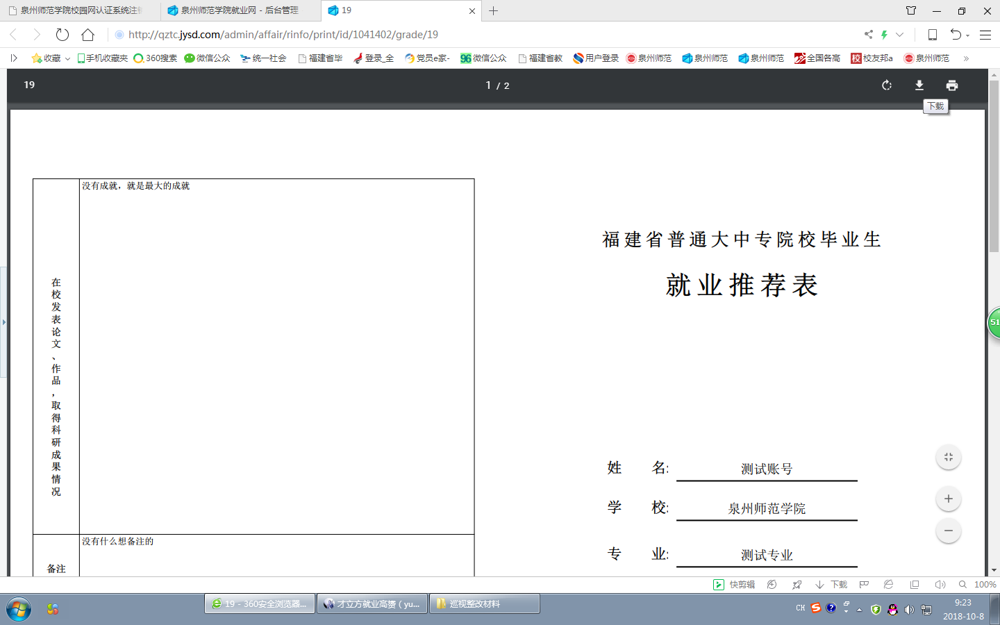 泉州师范学院校园网认证系统注销
泉州师范学院就业网 - 后台管理
19
http://qztc.jysd.com/admin/affair/rinfo/print/id/1041402/grade/19
收藏
手机收藏夹
360搜索
微信公众
统一社会
福建省毕
登录_全
党员e家-
微信公众
福建省教
用户登录
泉州师范
泉州师范
泉州师范
全国各高
校友邦a
泉州师范
»
19
1 / 2
下载
没有成就，就是最大的成就
在校发表论文、作品，取得科研成果情况
没有什么想备注的
备注
福建省普通大中专院校毕业生
就业推荐表
姓 名: 测试账号
学 校: 泉州师范学院
专 业: 测试专业
51
快剪辑
下载
100%
19 - 360安全浏览器...
才立方就业高赟 ( yu...
巡视整改材料
CH
9:23
2018-10-8